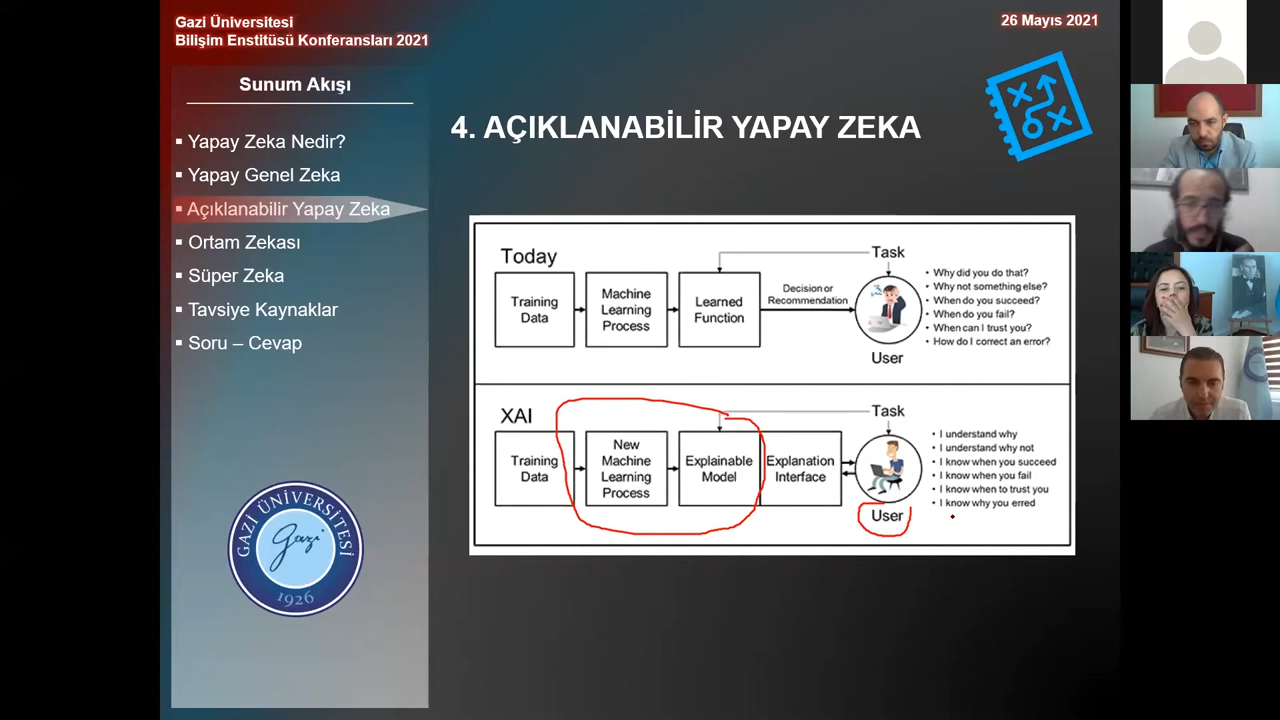 Gazi Üniversitesi
Bilişim Enstitüsü Konferansları 2021
26 Mayıs 2021
Sunum Akışı
▪ Yapay Zeka Nedir?
▪ Yapay Genel Zeka
▪ Açıklanabilir Yapay Zeka
▪ Ortam Zekası
▪ Süper Zeka
▪ Tavsiye Kaynaklar
▪ Soru – Cevap
GAZİ ÜNİVERSİTESİ
Gazi
1926
4. AÇIKLANABİLİR YAPAY ZEKA
Today
Training
Data
Machine
Learning
Process
Learned
Function
Decision or
Recommendation
Task
User
• Why did you do that?
• Why not something else?
• When do you succeed?
• When do you fail?
• When can I trust you?
• How do I correct an error?
XAI
Training
Data
New
Machine
Learning
Process
Explainable
Model
Explanation
Interface
Task
User
• I understand why
• I understand why not
• I know when you succeed
• I know when you fail
• I know when to trust you
• I know why you erred